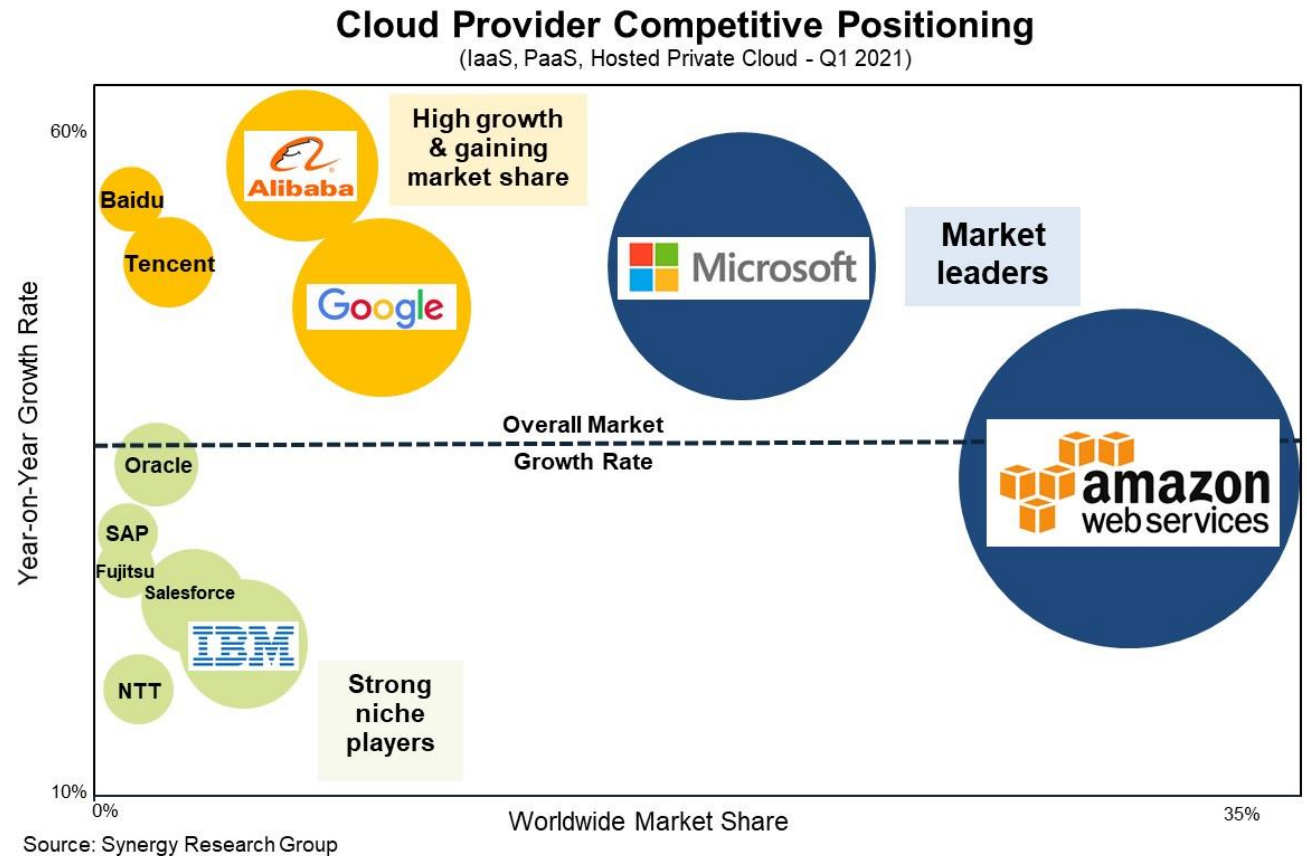 Cloud Provider Competitive Positioning
(IaaS, PaaS, Hosted Private Cloud - Q1 2021)
60%
High growth
& gaining
market share
Alibaba
Baidu
Tencent
Google
Microsoft
Market
leaders
Year-on-Year Growth Rate
Overall Market
Growth Rate
Oracle
amazon
web services
SAP
Fujitsu
Salesforce
IBM
NTT
Strong
niche
players
10%
0%
Worldwide Market Share
35%
Source: Synergy Research Group